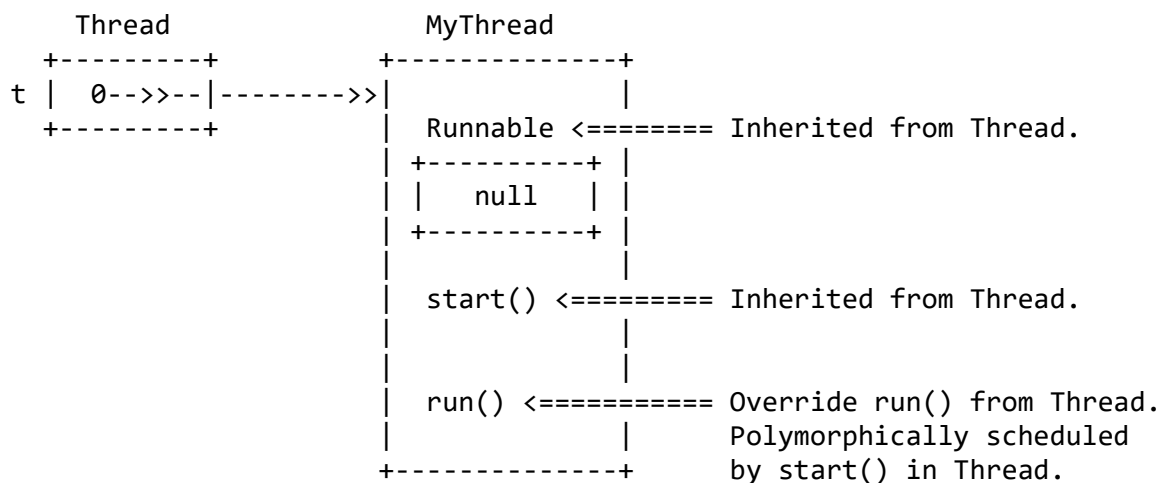 Thread MyThread
t 0-->>--|-------->>
Runnable <======== Inherited from Thread.
null
start() <========= Inherited from Thread.
run() <=========== Override run() from Thread.
Polymorphically scheduled
by start() in Thread.